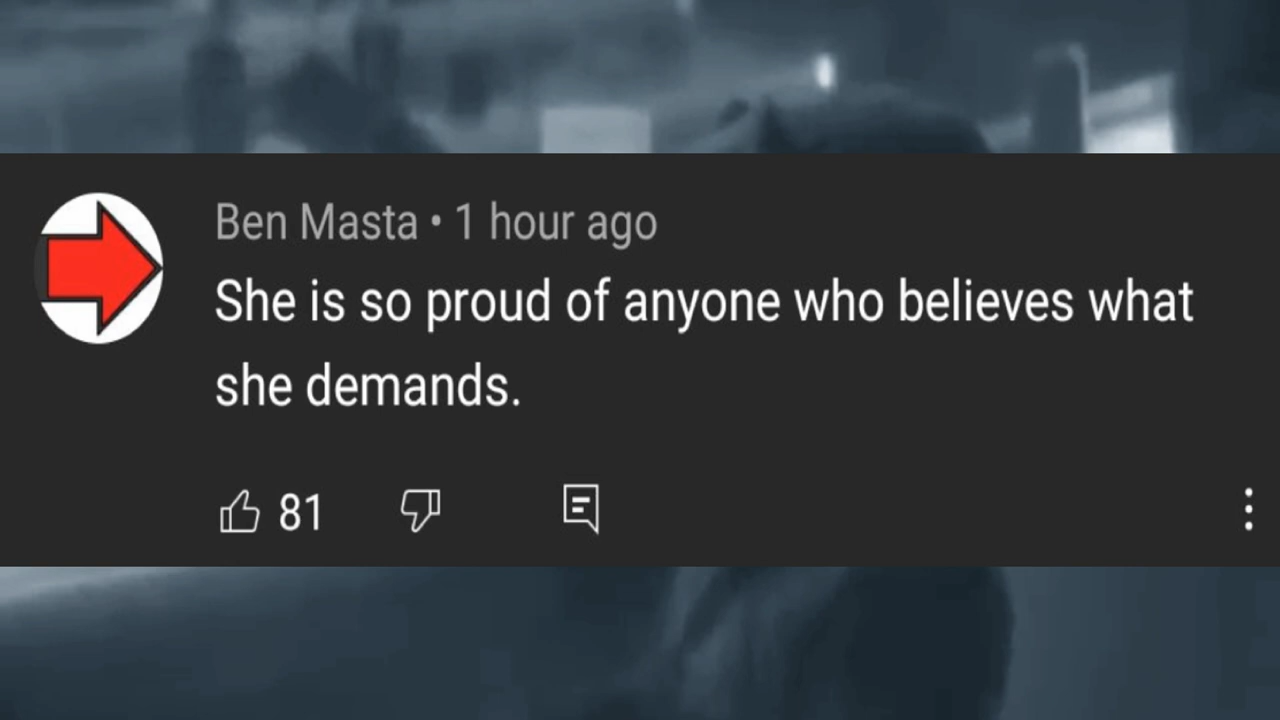 Ben Masta • 1 hour ago
She is so proud of anyone who believes what
she demands.
81